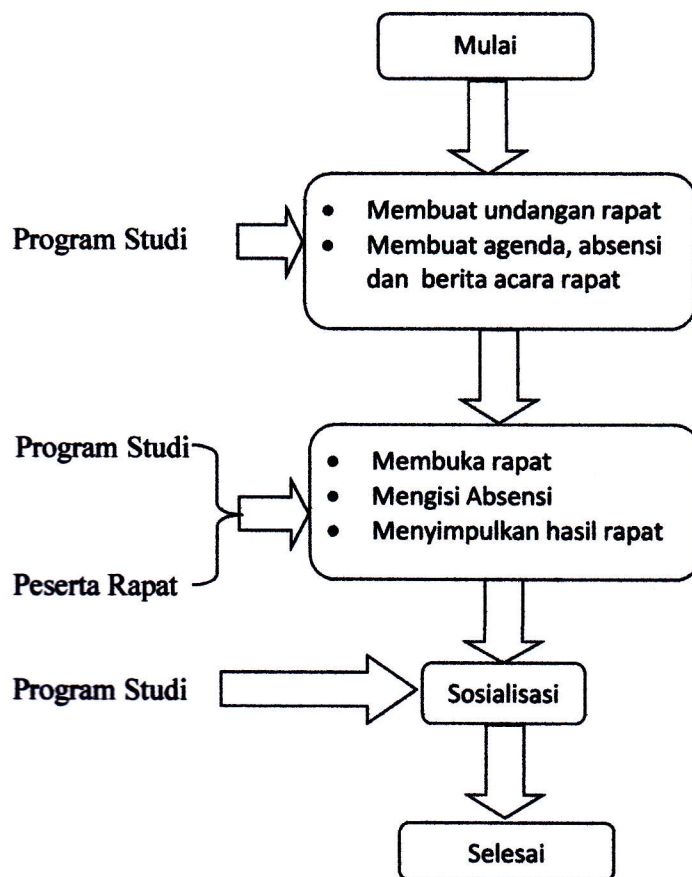 Mulai
Program Studi
• Membuat undangan rapat
• Membuat agenda, absensi
dan berita acara rapat
Program Studi
Peserta Rapat
• Membuka rapat
• Mengisi Absensi
• Menyimpulkan hasil rapat
Program Studi
Sosialisasi
Selesai